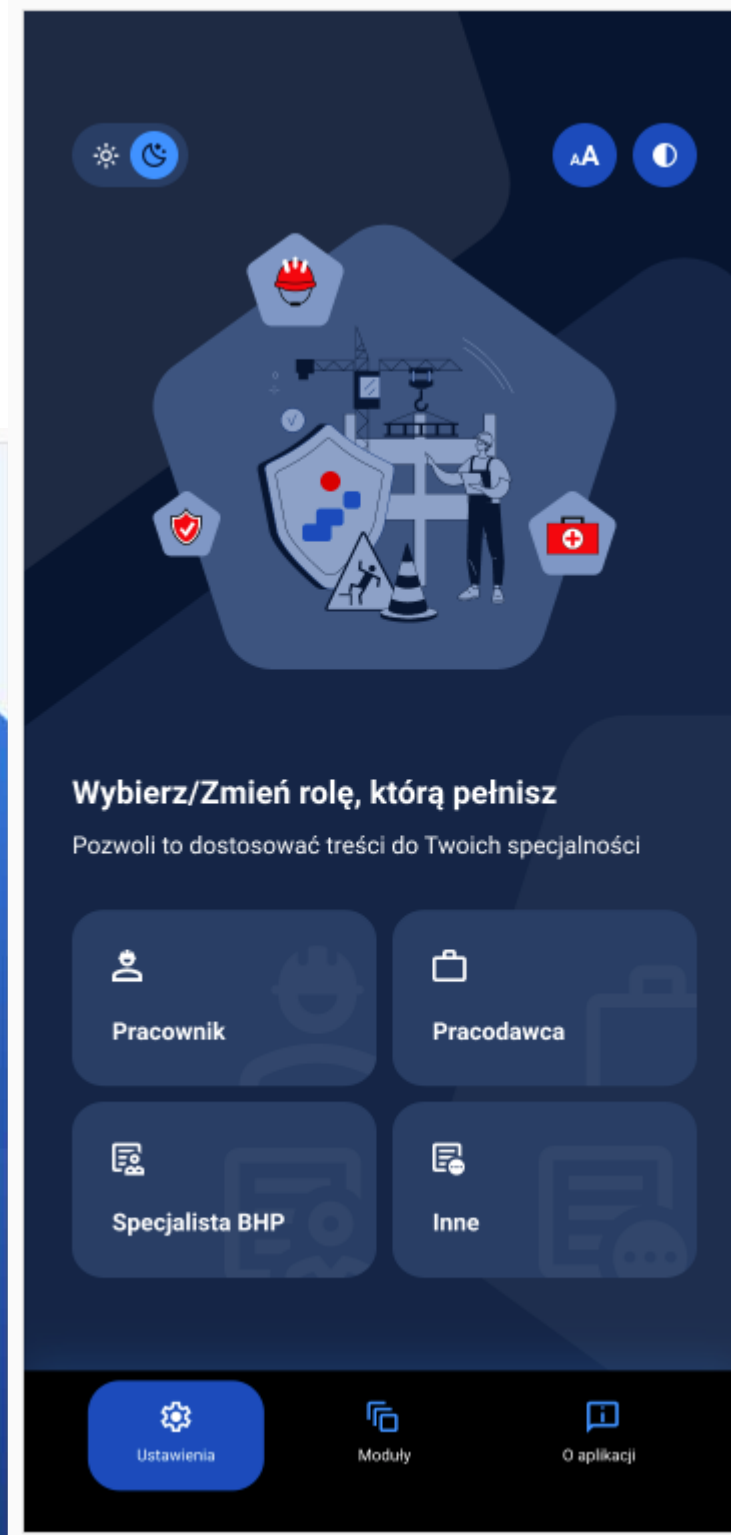 AA
Wybierz/Zmień rolę, którą pełnisz
Pozwoli to dostosować treści do Twoich specjalności
Pracownik
Pracodawca
Specjalista BHP
Inne
Ustawienia
Moduły
O aplikacji